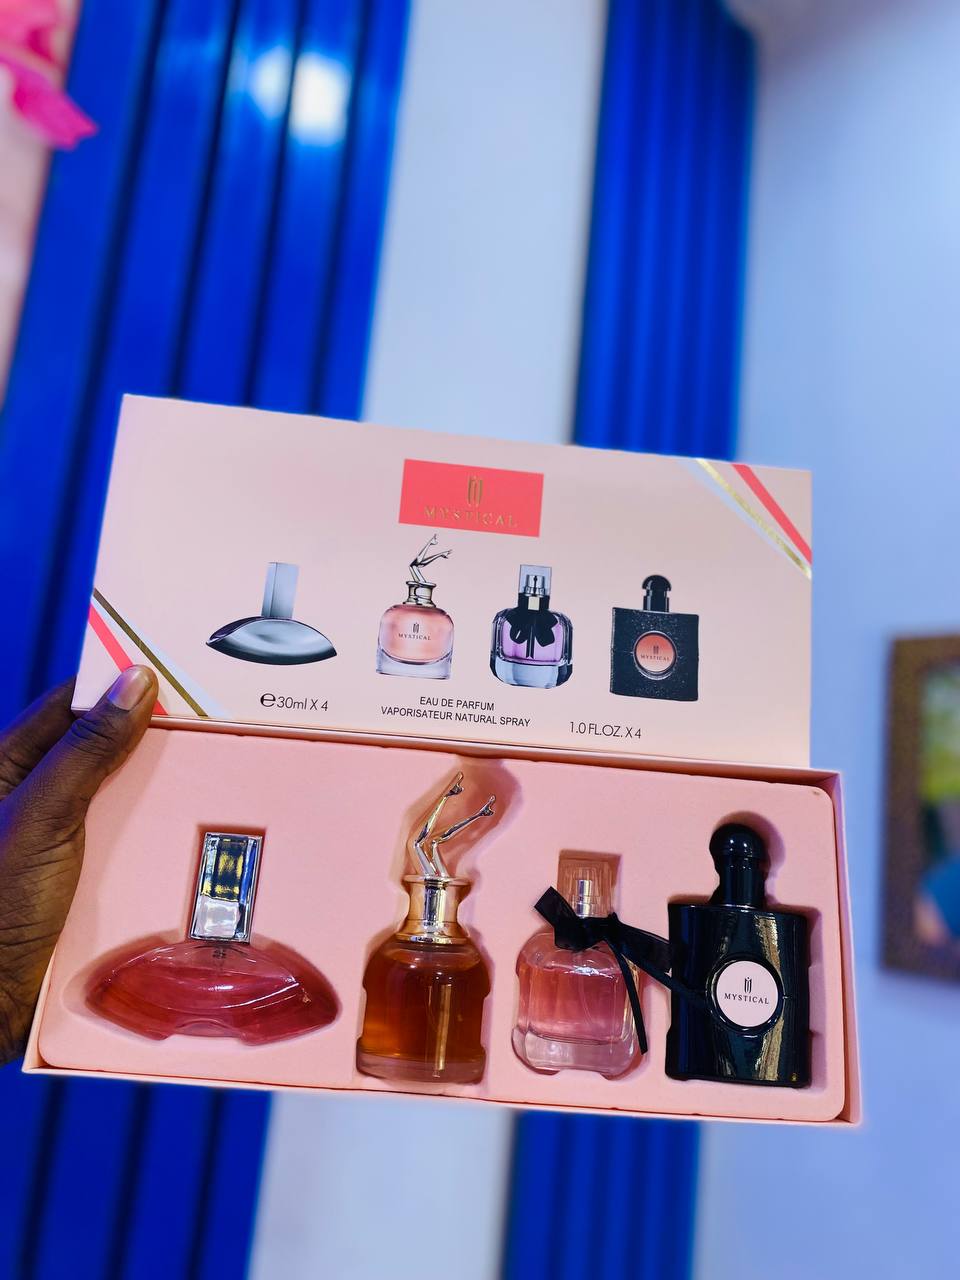 MYSTICAL
MYSTICAL
MYSTICAL
℮30ml X 4
EAU DE PARFUM
VAPORISATEUR NATURAL SPRAY
1.0 FL.OZ. X 4
MYSTICAL